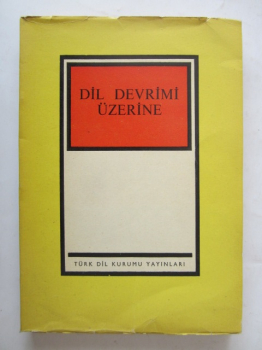 DİL DEVRİMİ
ÜZERİNE
TÜRK DİL KURUMU YAYINLARI